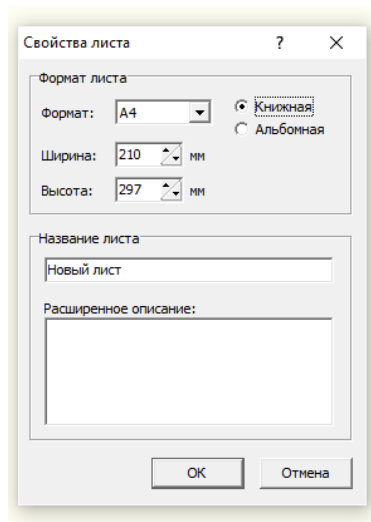 Свойства листа ? ×
Формат листа
Формат: A4 Книжная
Альбомная
Ширина: 210 мм
Высота: 297 мм
Название листа
Новый лист
Расширенное описание:
OK Отмена